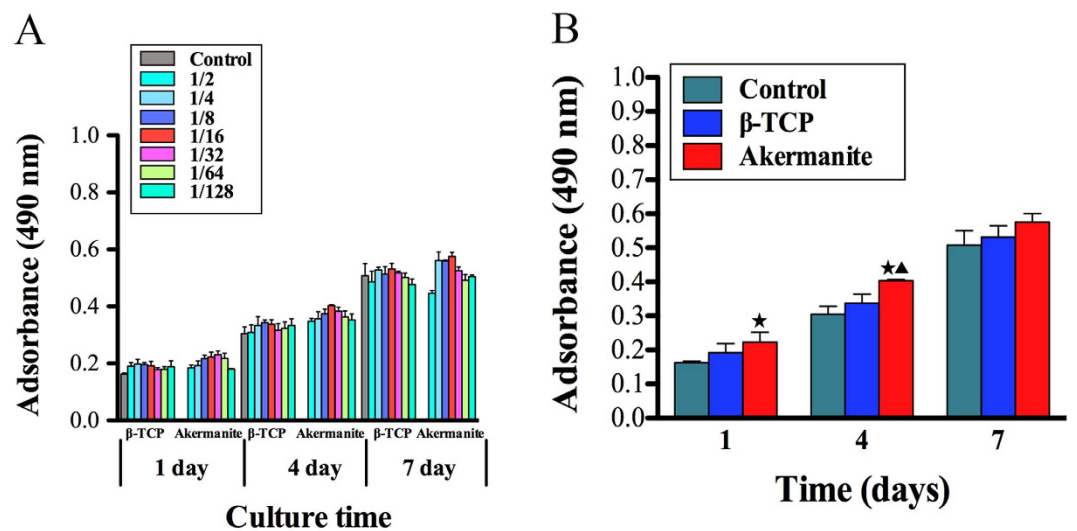 A
Control
1/2
1/4
1/8
1/16
1/32
1/64
1/128
Adsorbance (490 nm)
1.0
0.8
0.6
0.4
0.2
0.0
β-TCP Akermanite β-TCP Akermanite β-TCP Akermanite
1 day 4 day 7 day
Culture time
B
Control
β-TCP
Akermanite
Adsorbance (490 nm)
1.0
0.9
0.8
0.7
0.6
0.5
0.4
0.3
0.2
0.1
0.0
★
★▲
1 4 7
Time (days)